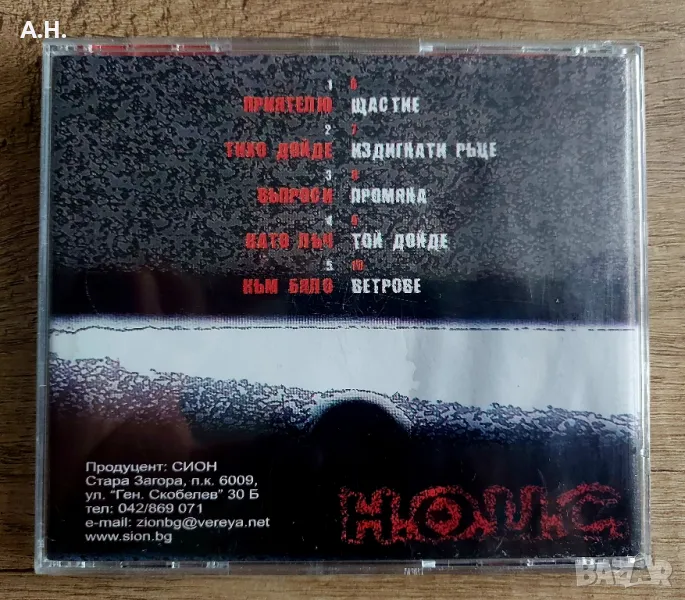 А.Н.
1 6
ПРИЯТЕЛЮ ЩАСТИЕ
2 7
ТИХО ДОЙДЕ ИЗДИГНАТИ РЪЦЕ
3 8
ВЪПРОСИ ПРОМЯНА
4 9
КАТО ЛЪЧ ТОЙ ДОЙДЕ
5 10
КЪМ БЯЛО ВЕТРОВЕ
Продуцент: СИОН
Стара Загора, п.к. 6009,
ул. "Ген. Скобелев" 30 Б
тел: 042/869 071
e-mail: zionbg@vereya.net
www.sion.bg
BAZAR